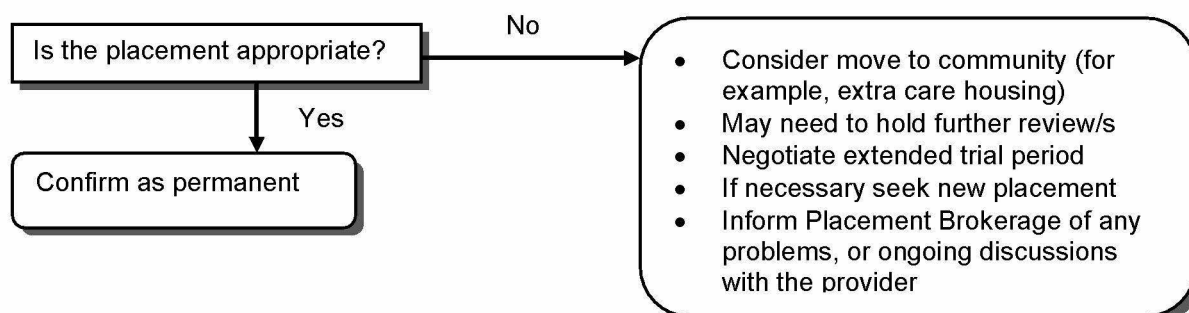 Is the placement appropriate?
No
Yes
Confirm as permanent
• Consider move to community (for
example, extra care housing)
• May need to hold further review/s
• Negotiate extended trial period
• If necessary seek new placement
• Inform Placement Brokerage of any
problems, or ongoing discussions
with the provider